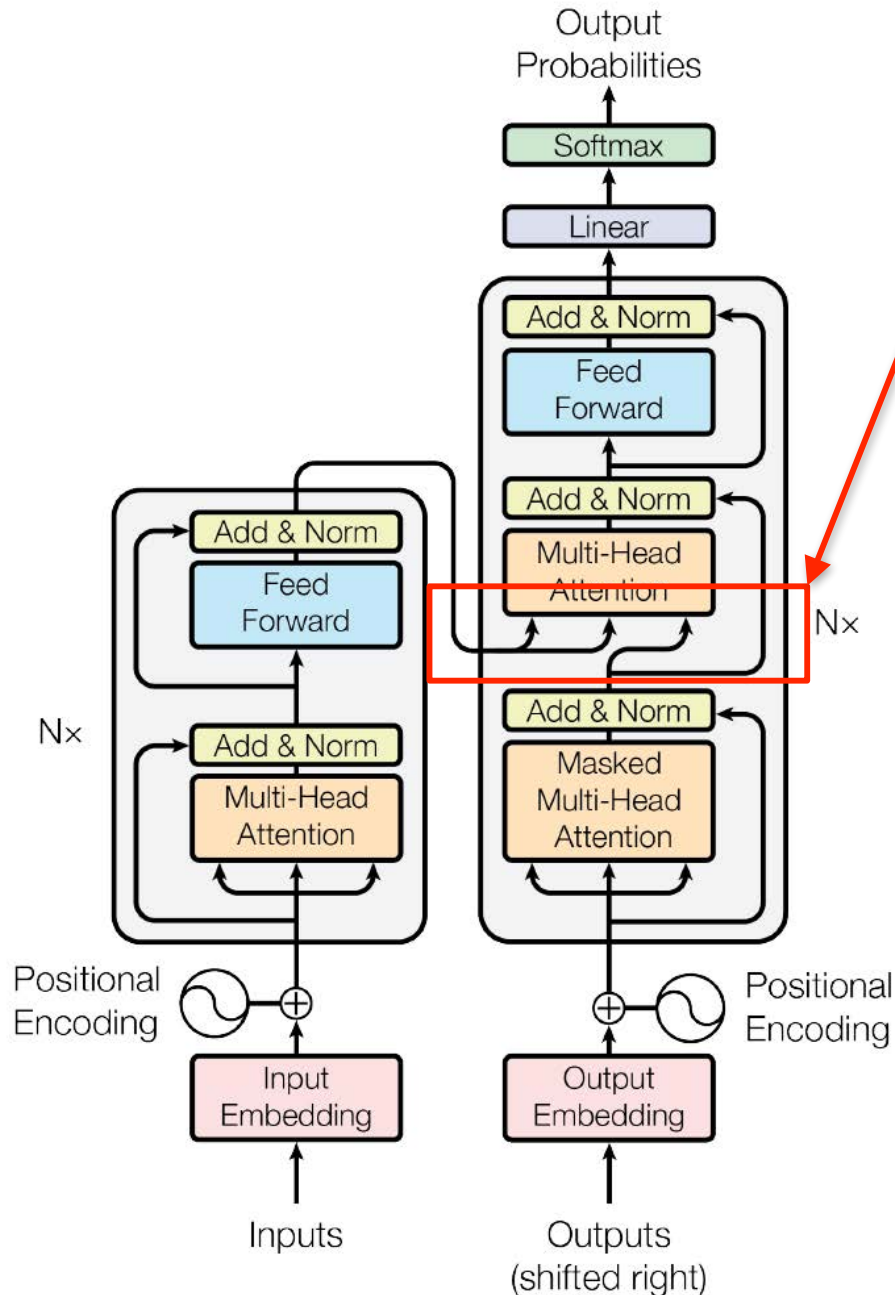 Output
Probabilities
Softmax
Linear
Add & Norm
Feed
Forward
Add & Norm
Multi-Head
Attention
Nx
Add & Norm
Masked
Multi-Head
Attention
Add & Norm
Feed
Forward
Nx
Add & Norm
Multi-Head
Attention
Positional
Encoding
Positional
Encoding
Input
Embedding
Output
Embedding
Inputs
Outputs
(shifted right)